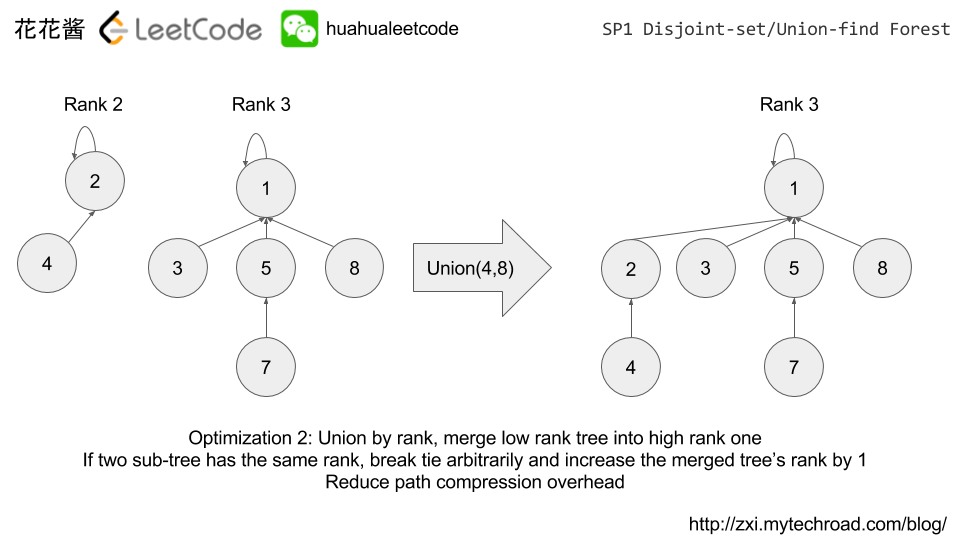 花花酱 LeetCode huahualeetcode SP1 Disjoint-set/Union-find Forest
Rank 2 Rank 3 Rank 3
2 1 1
4 3 5 8 Union(4,8) 2 3 5 8
7 4 7
Optimization 2: Union by rank, merge low rank tree into high rank one
If two sub-tree has the same rank, break tie arbitrarily and increase the merged tree’s rank by 1
Reduce path compression overhead
http://zxi.mytechroad.com/blog/